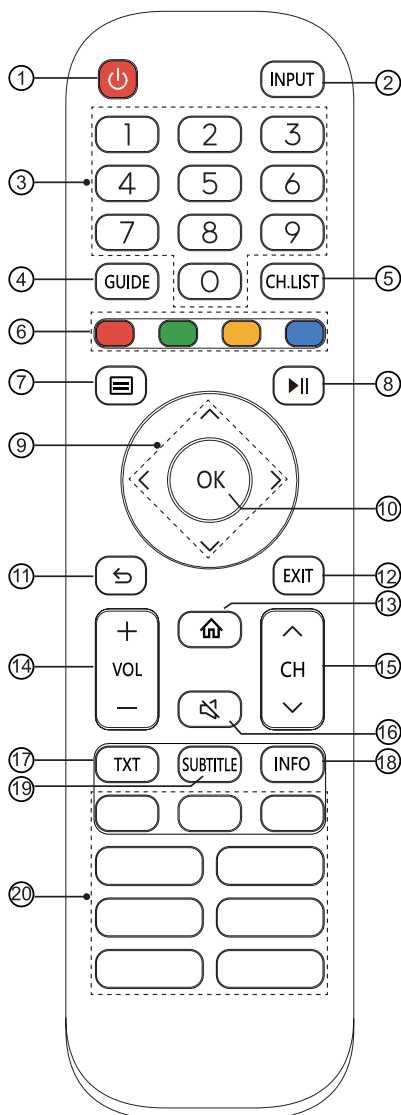 1 INPUT 2
1 2 3
3 4 5 6
7 8 9
4 GUIDE 0 CH.LIST 5
6
7 8
9
OK
10
11 EXIT 12
13
+
14 VOL CH 15
—
16
17 TXT SUBTITLE INFO 18
19
20